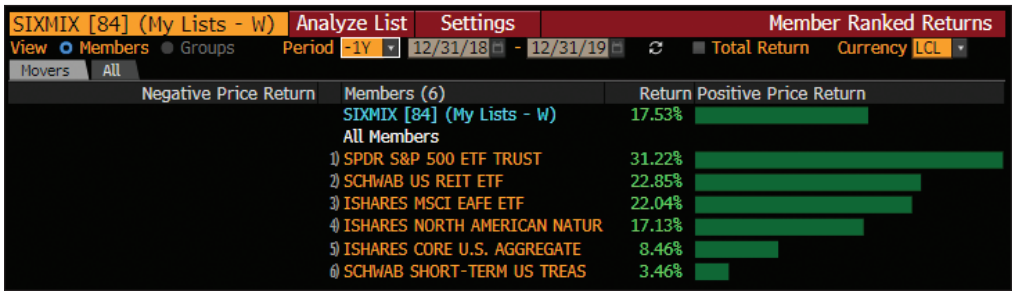 SIXMIX [84] (My Lists - W) Analyze List Settings Member Ranked Returns
View Members Groups Period -1Y 12/31/18 - 12/31/19 Total Return Currency LCL
Movers All
Negative Price Return Members (6) Return Positive Price Return
SIXMIX [84] (My Lists - W) 17.53%
All Members
1) SPDR S&P 500 ETF TRUST 31.22%
2) SCHWAB US REIT ETF 22.85%
3) ISHARES MSCI EAFE ETF 22.04%
4) ISHARES NORTH AMERICAN NATUR 17.13%
5) ISHARES CORE U.S. AGGREGATE 8.46%
6) SCHWAB SHORT-TERM US TREAS 3.46%